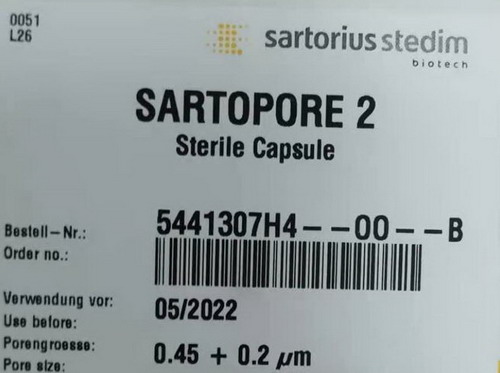 0051
L26
sartorius stedim
biotech
SARTOPORE 2
Sterile Capsule
Bestell-Nr.: 5441307H4--00--B
Order no.:
Verwendung vor: 05/2022
Use before:
Porengroesse: 0.45 + 0.2 µm
Pore size: